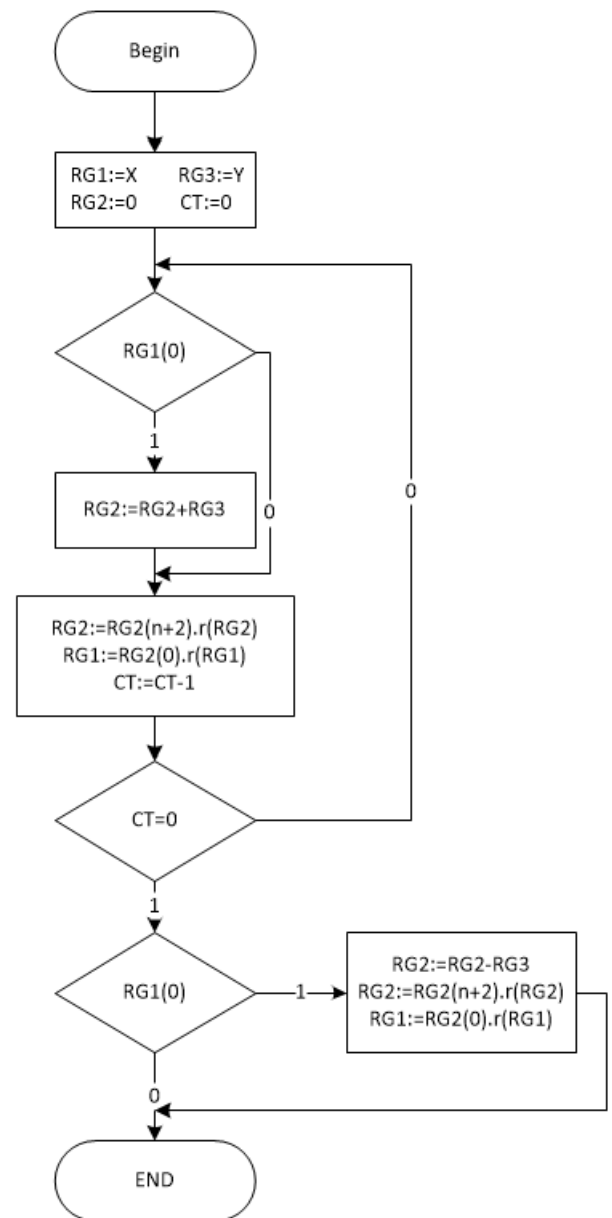 Begin
RG1:=X RG3:=Y
RG2:=0 CT:=0
RG1(0)
1
0
RG2:=RG2+RG3
0
RG2:=RG2(n+2).r(RG2)
RG1:=RG2(0).r(RG1)
CT:=CT-1
CT=0
1
RG1(0)
1
RG2:=RG2-RG3
RG2:=RG2(n+2).r(RG2)
RG1:=RG2(0).r(RG1)
0
END